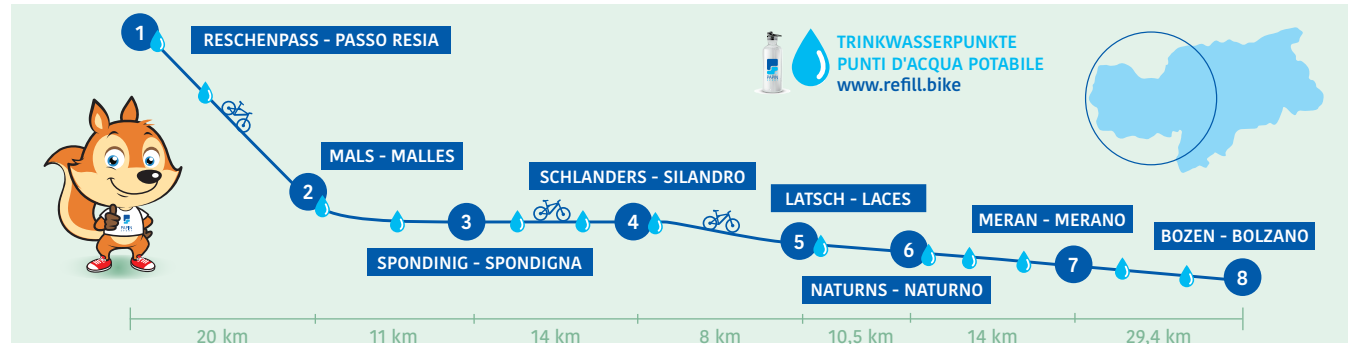 1
RESCHENPASS - PASSO RESIA
TRINKWASSERPUNKTE
PUNTI D'ACQUA POTABILE
www.refill.bike
MALS - MALLES
2
SCHLANDERS - SILANDRO
LATSCH - LACES
MERAN - MERANO
BOZEN - BOLZANO
3
4
5
6
7
8
SPONDINIG - SPONDIGNA
NATURNS - NATURNO
20 km
11 km
14 km
8 km
10,5 km
14 km
29,4 km